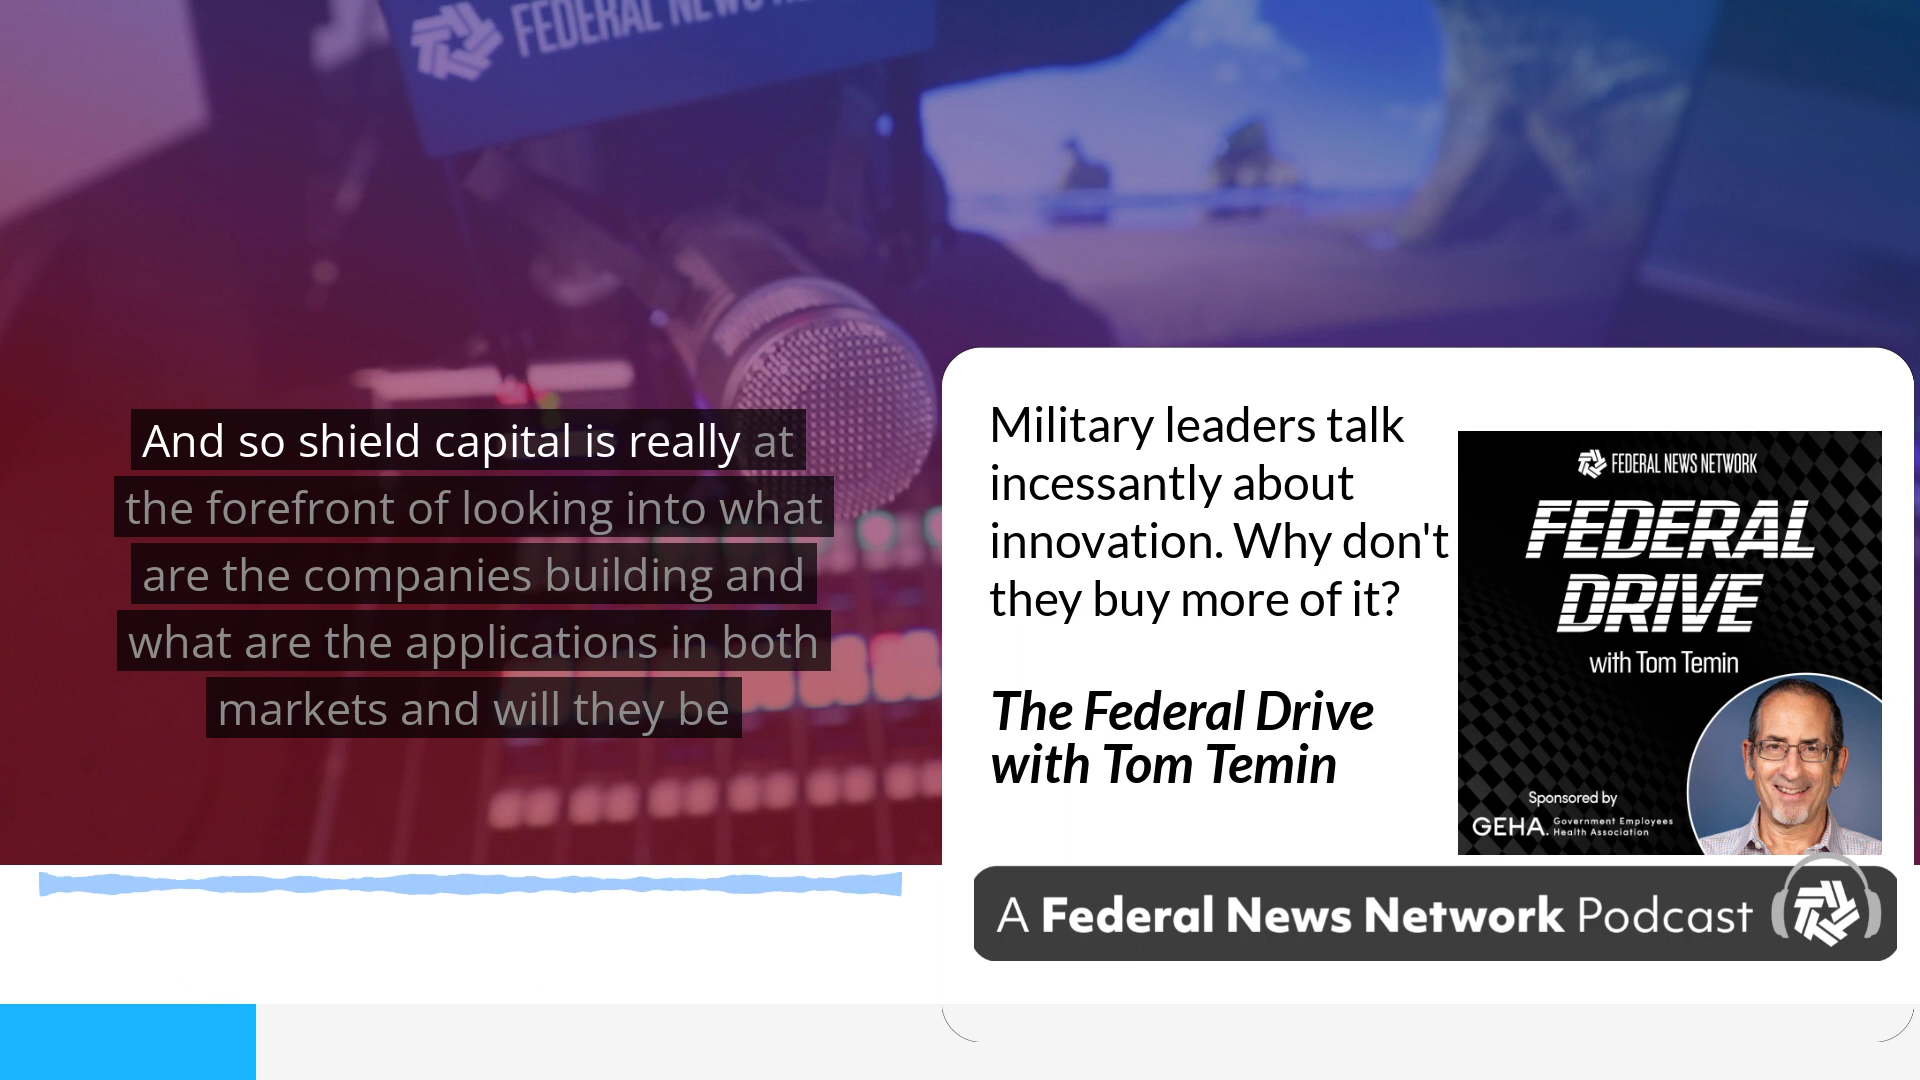 FEDERAL NEWS
And so shield capital is really at
the forefront of looking into what
are the companies building and
what are the applications in both
markets and will they be
Military leaders talk
incessantly about
innovation. Why don't
they buy more of it?
The Federal Drive
with Tom Temin
FEDERAL NEWS NETWORK
FEDERAL
DRIVE
with Tom Temin
Sponsored by
GEHA. Government Employees
Health Association
A Federal News Network Podcast